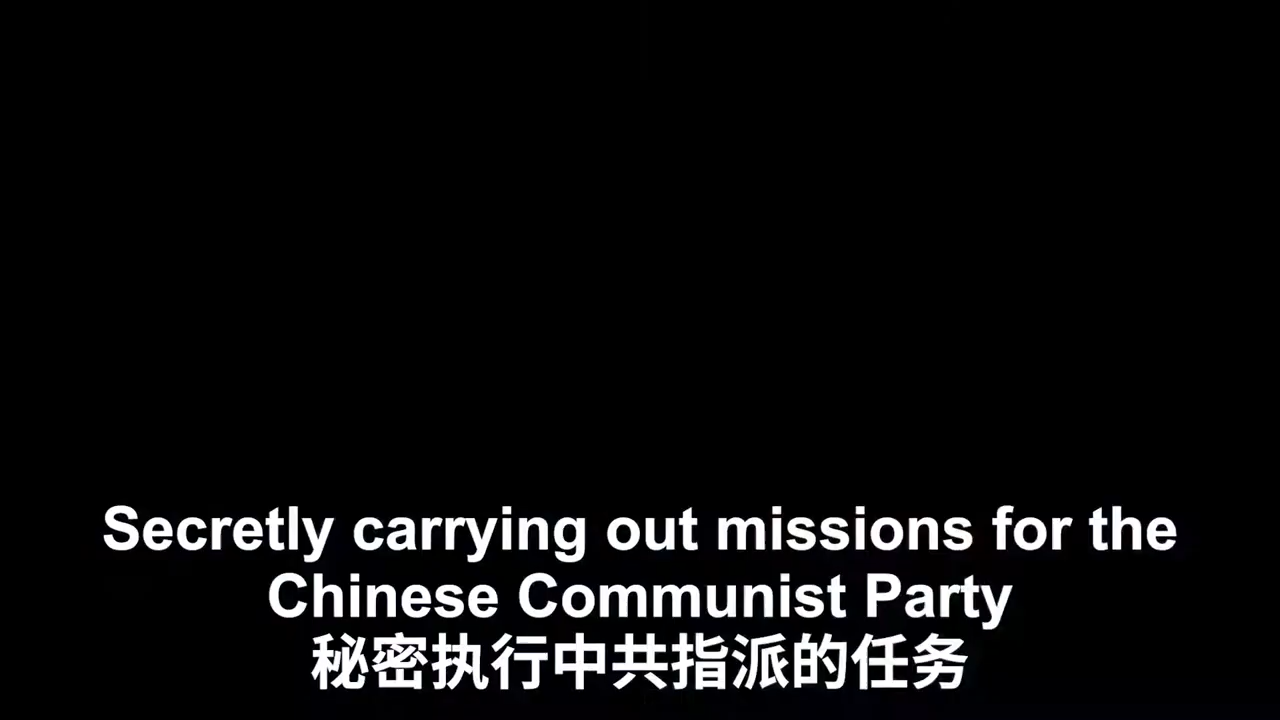 Secretly carrying out missions for the
Chinese Communist Party
秘密执行中共指派的任务